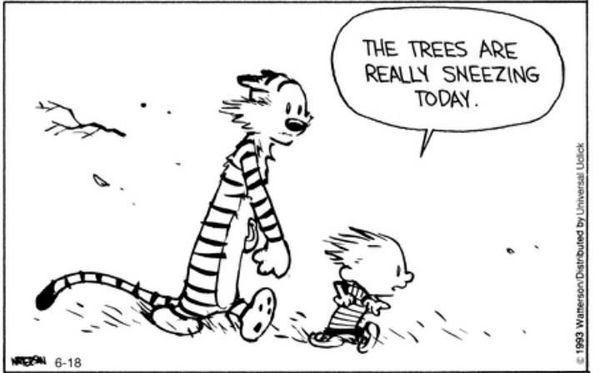 THE TREES ARE
REALLY SNEEZING
TODAY.
© 1993 Watterson/Distributed by Universal Uclick
WATTERSON 6-18